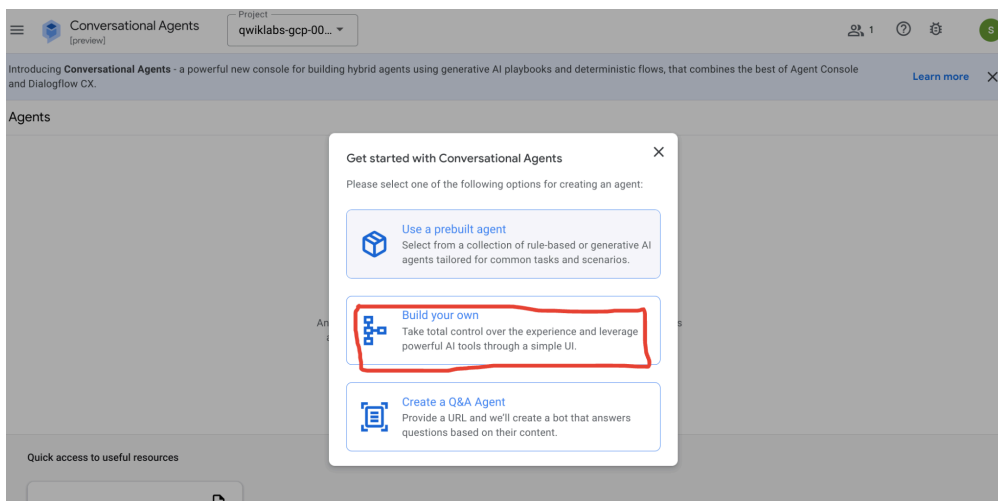 Conversational Agents
[preview]
Project
qwiklabs-gcp-00...
1
S
Introducing Conversational Agents - a powerful new console for building hybrid agents using generative AI playbooks and deterministic flows, that combines the best of Agent Console
and Dialogflow CX.
Learn more
Agents
Get started with Conversational Agents
Please select one of the following options for creating an agent:
Use a prebuilt agent
Select from a collection of rule-based or generative AI
agents tailored for common tasks and scenarios.
Build your own
Take total control over the experience and leverage
powerful AI tools through a simple UI.
Create a Q&A Agent
Provide a URL and we'll create a bot that answers
questions based on their content.
Quick access to useful resources